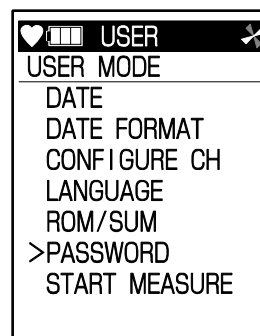 USER
USER MODE
DATE
DATE FORMAT
CONFIGURE CH
LANGUAGE
ROM/SUM
>PASSWORD
START MEASURE